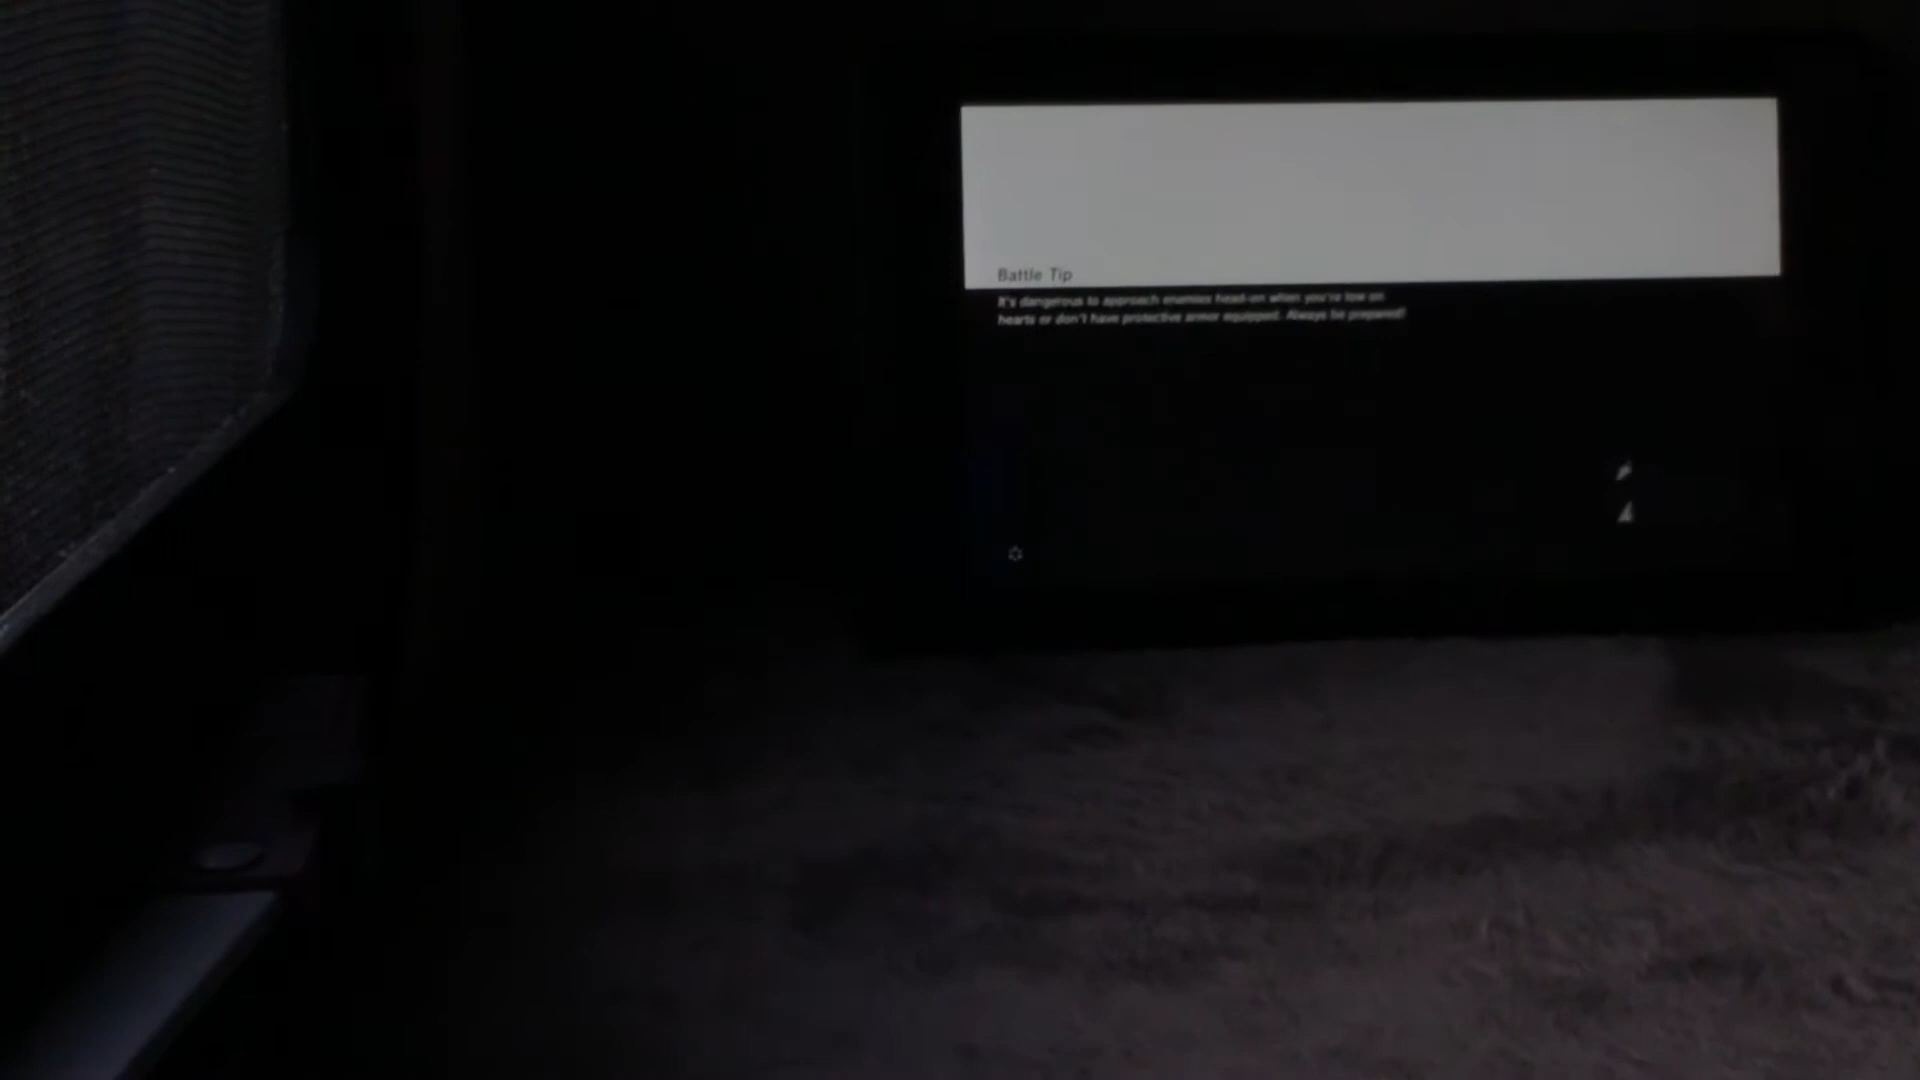 Battle Tip
It's dangerous to approach enemies head-on when you're low on
hearts or don't have protective armor equipped. Always be prepared!